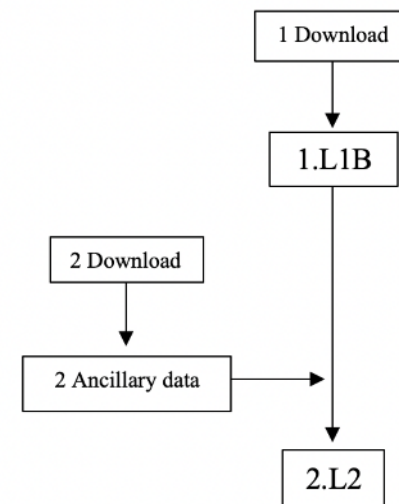 1 Download
1.L1B
2 Download
2 Ancillary data
2.L2